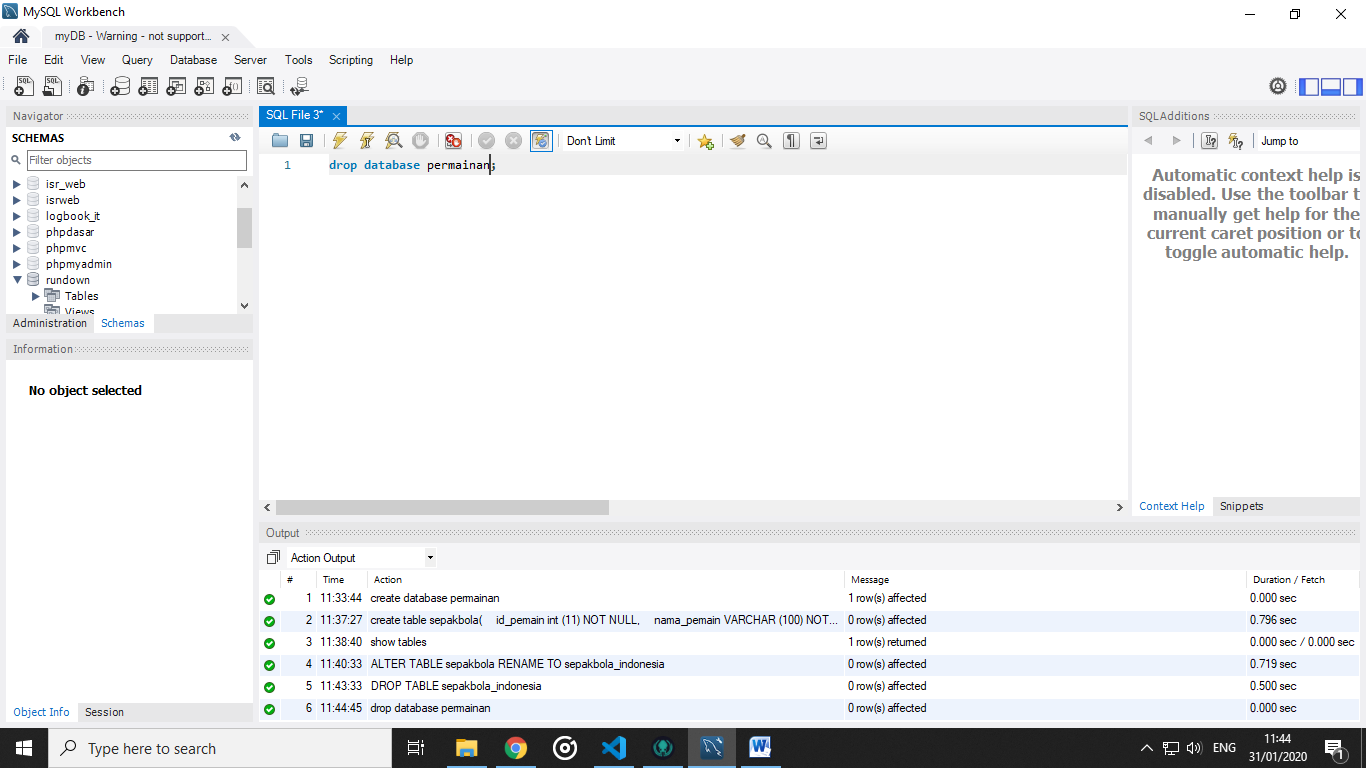 MySQL Workbench
myDB - Warning - not support...
File Edit View Query Database Server Tools Scripting Help
Navigator
SCHEMAS
Filter objects
isr_web
isrweb
logbook_it
phpdasar
phpmvc
phpmyadmin
rundown
Tables
Views
Administration Schemas
Information
No object selected
Object Info Session
SQL File 3*
Don't Limit
1 drop database permainan;
SQLAdditions
Jump to
Automatic context help is
disabled. Use the toolbar t
manually get help for the
current caret position or to
toggle automatic help.
Context Help Snippets
Output
Action Output
# Time Action Message Duration / Fetch
1 11:33:44 create database permainan 1 row(s) affected 0.000 sec
2 11:37:27 create table sepakbola( id_pemain int (11) NOT NULL, nama_pemain VARCHAR (100) NOT... 0 row(s) affected 0.796 sec
3 11:38:40 show tables 1 row(s) returned 0.000 sec / 0.000 sec
4 11:40:33 ALTER TABLE sepakbola RENAME TO sepakbola_indonesia 0 row(s) affected 0.719 sec
5 11:43:33 DROP TABLE sepakbola_indonesia 0 row(s) affected 0.500 sec
6 11:44:45 drop database permainan 0 row(s) affected 0.000 sec
Type here to search
ENG
11:44
31/01/2020
1